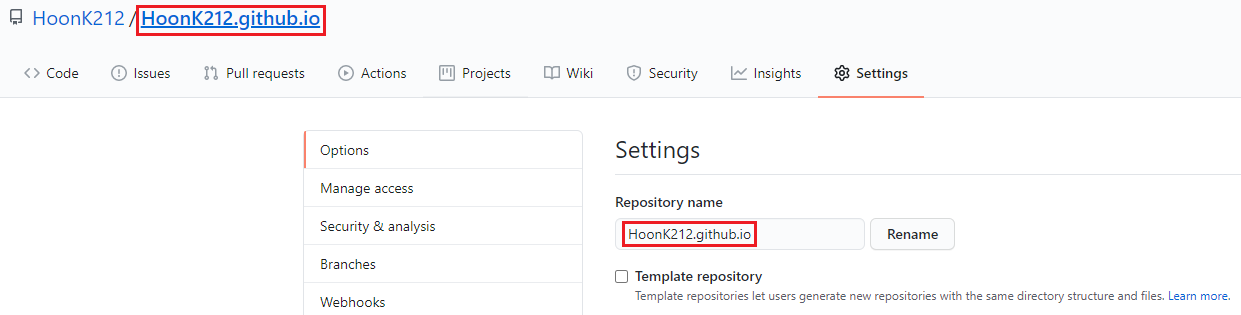 HoonK212 / HoonK212.github.io
Code Issues Pull requests Actions Projects Wiki Security Insights Settings
Options
Manage access
Security & analysis
Branches
Webhooks
Settings
Repository name
HoonK212.github.io Rename
Template repository
Template repositories let users generate new repositories with the same directory structure and files. Learn more.